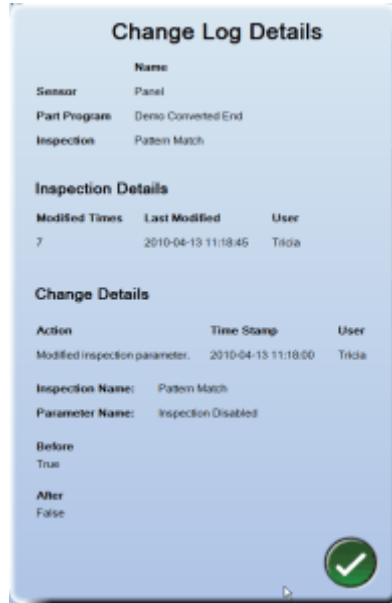 Change Log Details
Name
Sensor Panel
Part Program Demo Converted End
Inspection Pattern Match
Inspection Details
Modified Times Last Modified User
7 2010-04-13 11:18:45 Tricia
Change Details
Action Time Stamp User
Modified inspection parameter. 2010-04-13 11:18:00 Tricia
Inspection Name: Pattern Match
Parameter Name: Inspection Disabled
Before
True
After
False